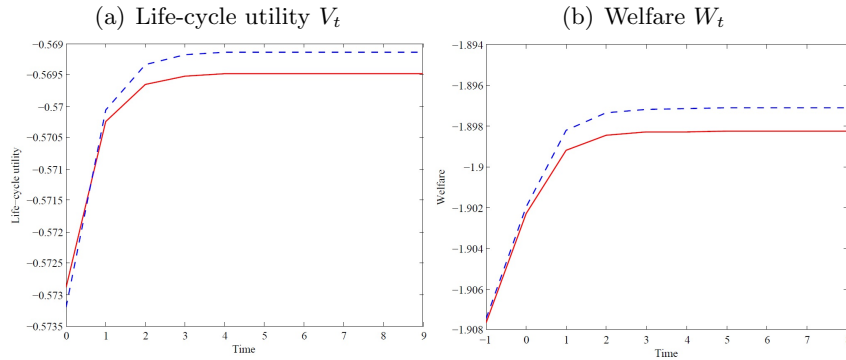 (a) Life-cycle utility V_t
−0.569
−0.5695
−0.57
−0.5705
−0.571
−0.5715
−0.572
−0.5725
−0.573
−0.5735
Life−cycle utility
0 1 2 3 4 5 6 7 8 9
Time
(b) Welfare W_t
−1.894
−1.896
−1.898
−1.9
−1.902
−1.904
−1.906
−1.908
Welfare
−1 0 1 2 3 4 5 6 7
Time